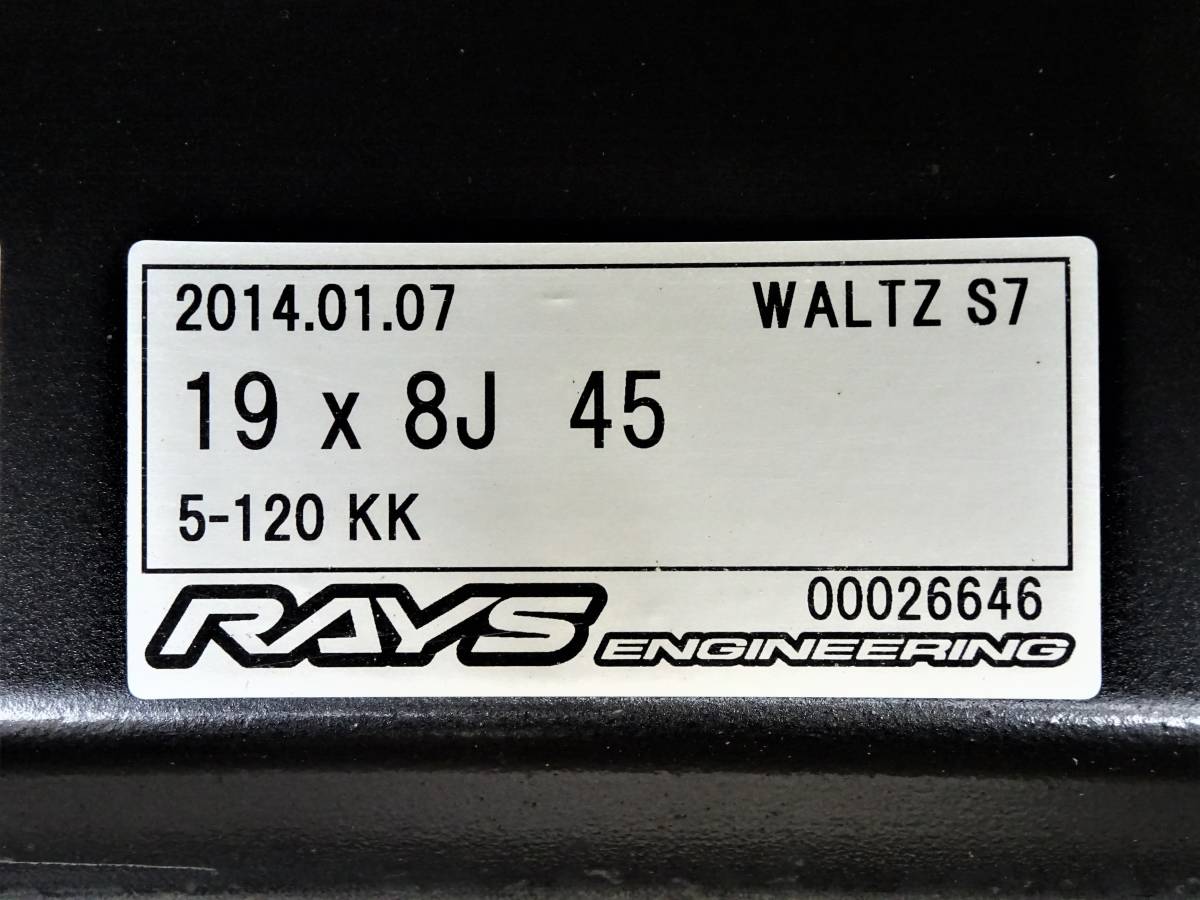 2014.01.07 WALTZ S7
19 x 8J 45
5-120 KK
00026646
RAYS ENGINEERING